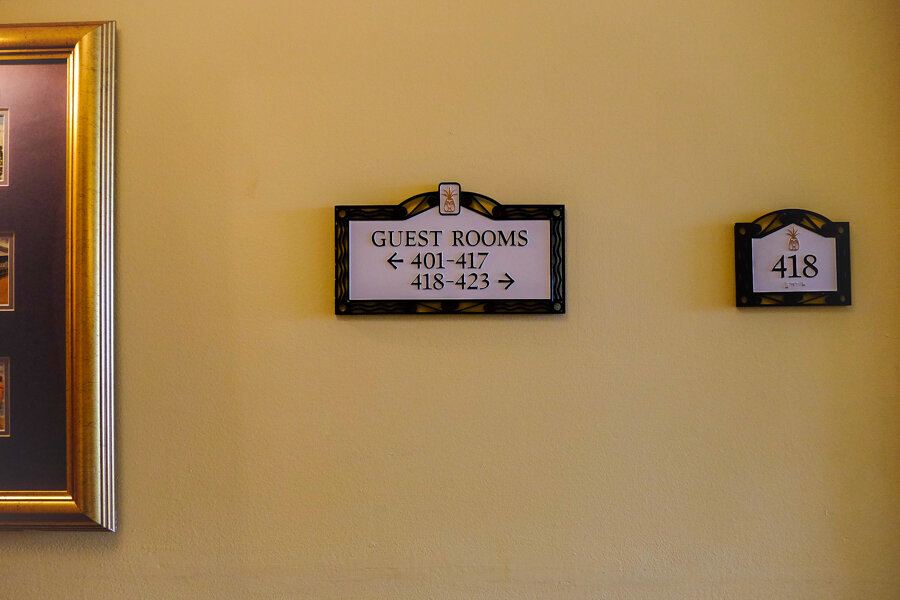 GUEST ROOMS
← 401-417
418-423 →
418